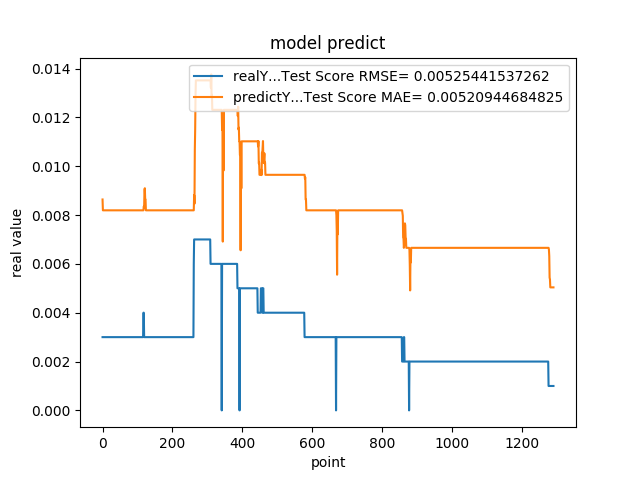 model predict
realY...Test Score RMSE= 0.00525441537262
predictY...Test Score MAE= 0.00520944684825
real value
0.014
0.012
0.010
0.008
0.006
0.004
0.002
0.000
0 200 400 600 800 1000 1200
point